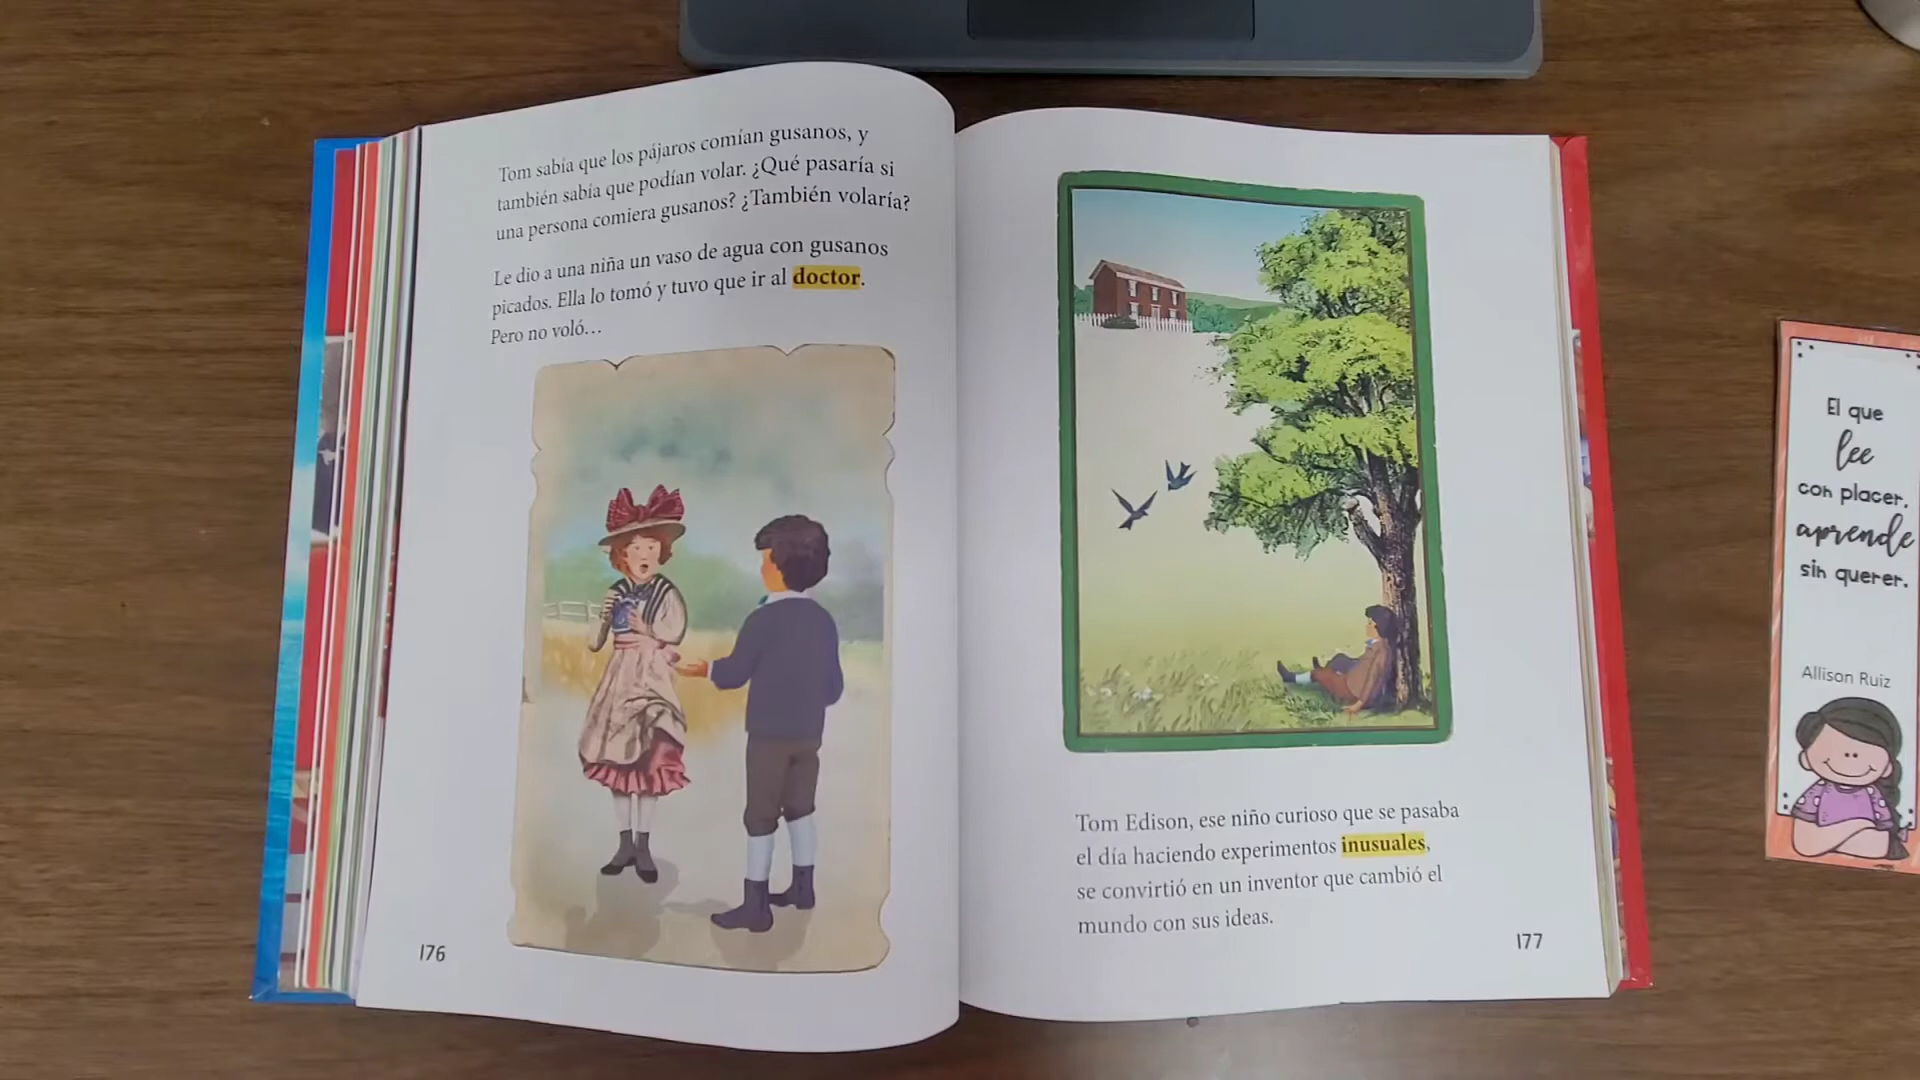 Tom sabía que los pájaros comían gusanos, y
también sabía que podían volar. ¿Qué pasaría si
una persona comiera gusanos? ¿También volaría?
Le dio a una niña un vaso de agua con gusanos
picados. Ella lo tomó y tuvo que ir al doctor.
Pero no voló…
176
Tom Edison, ese niño curioso que se pasaba
el día haciendo experimentos inusuales,
se convirtió en un inventor que cambió el
mundo con sus ideas.
177
El que
lee
con placer,
aprende
sin querer.
Allison Ruiz